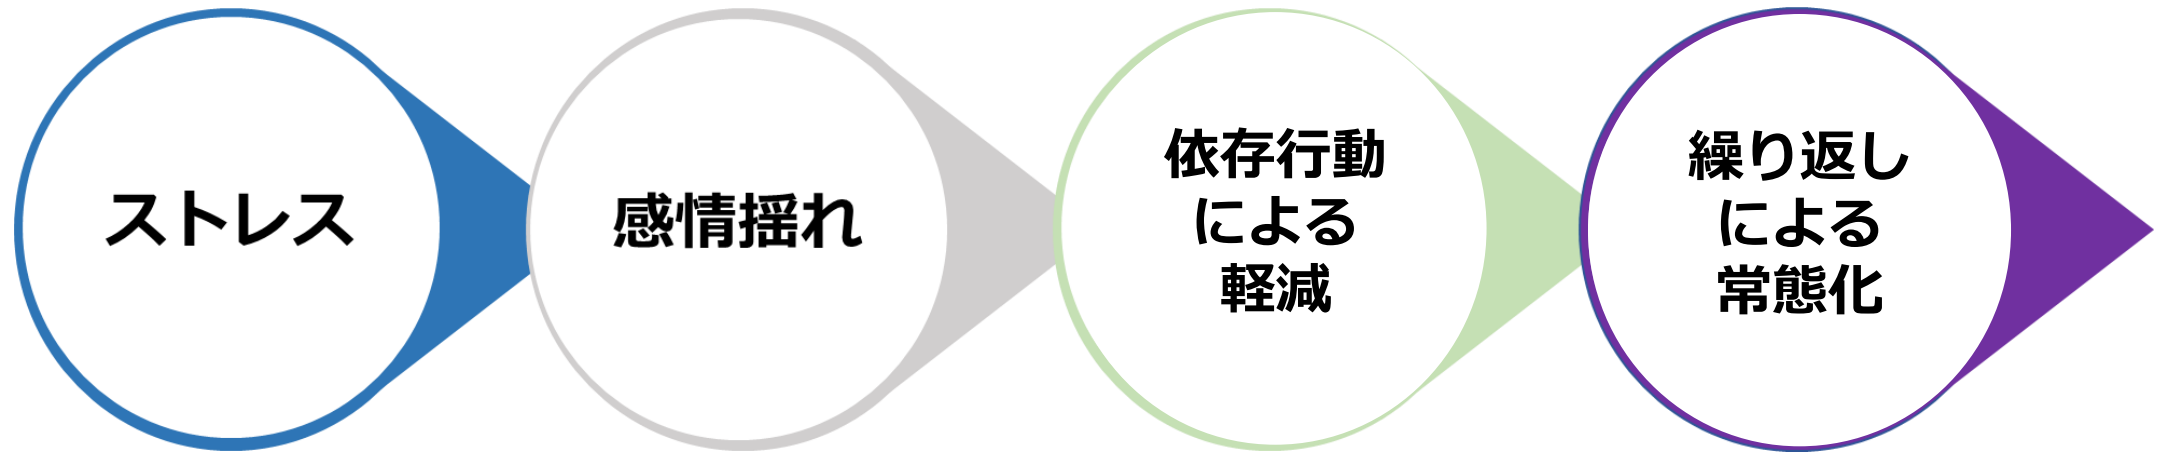 ストレス
感情揺れ
依存行動
による
軽減
繰り返し
による
常態化